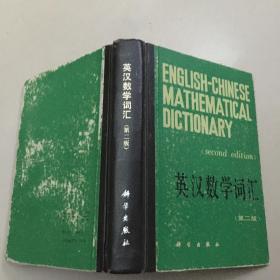 ENGLISH-CHINESE
MATHEMATICAL
DICTIONARY
(second edition)
英汉数学词汇
(第二版)
科学出版社
英汉数学词汇
(第二版)
科学出版社